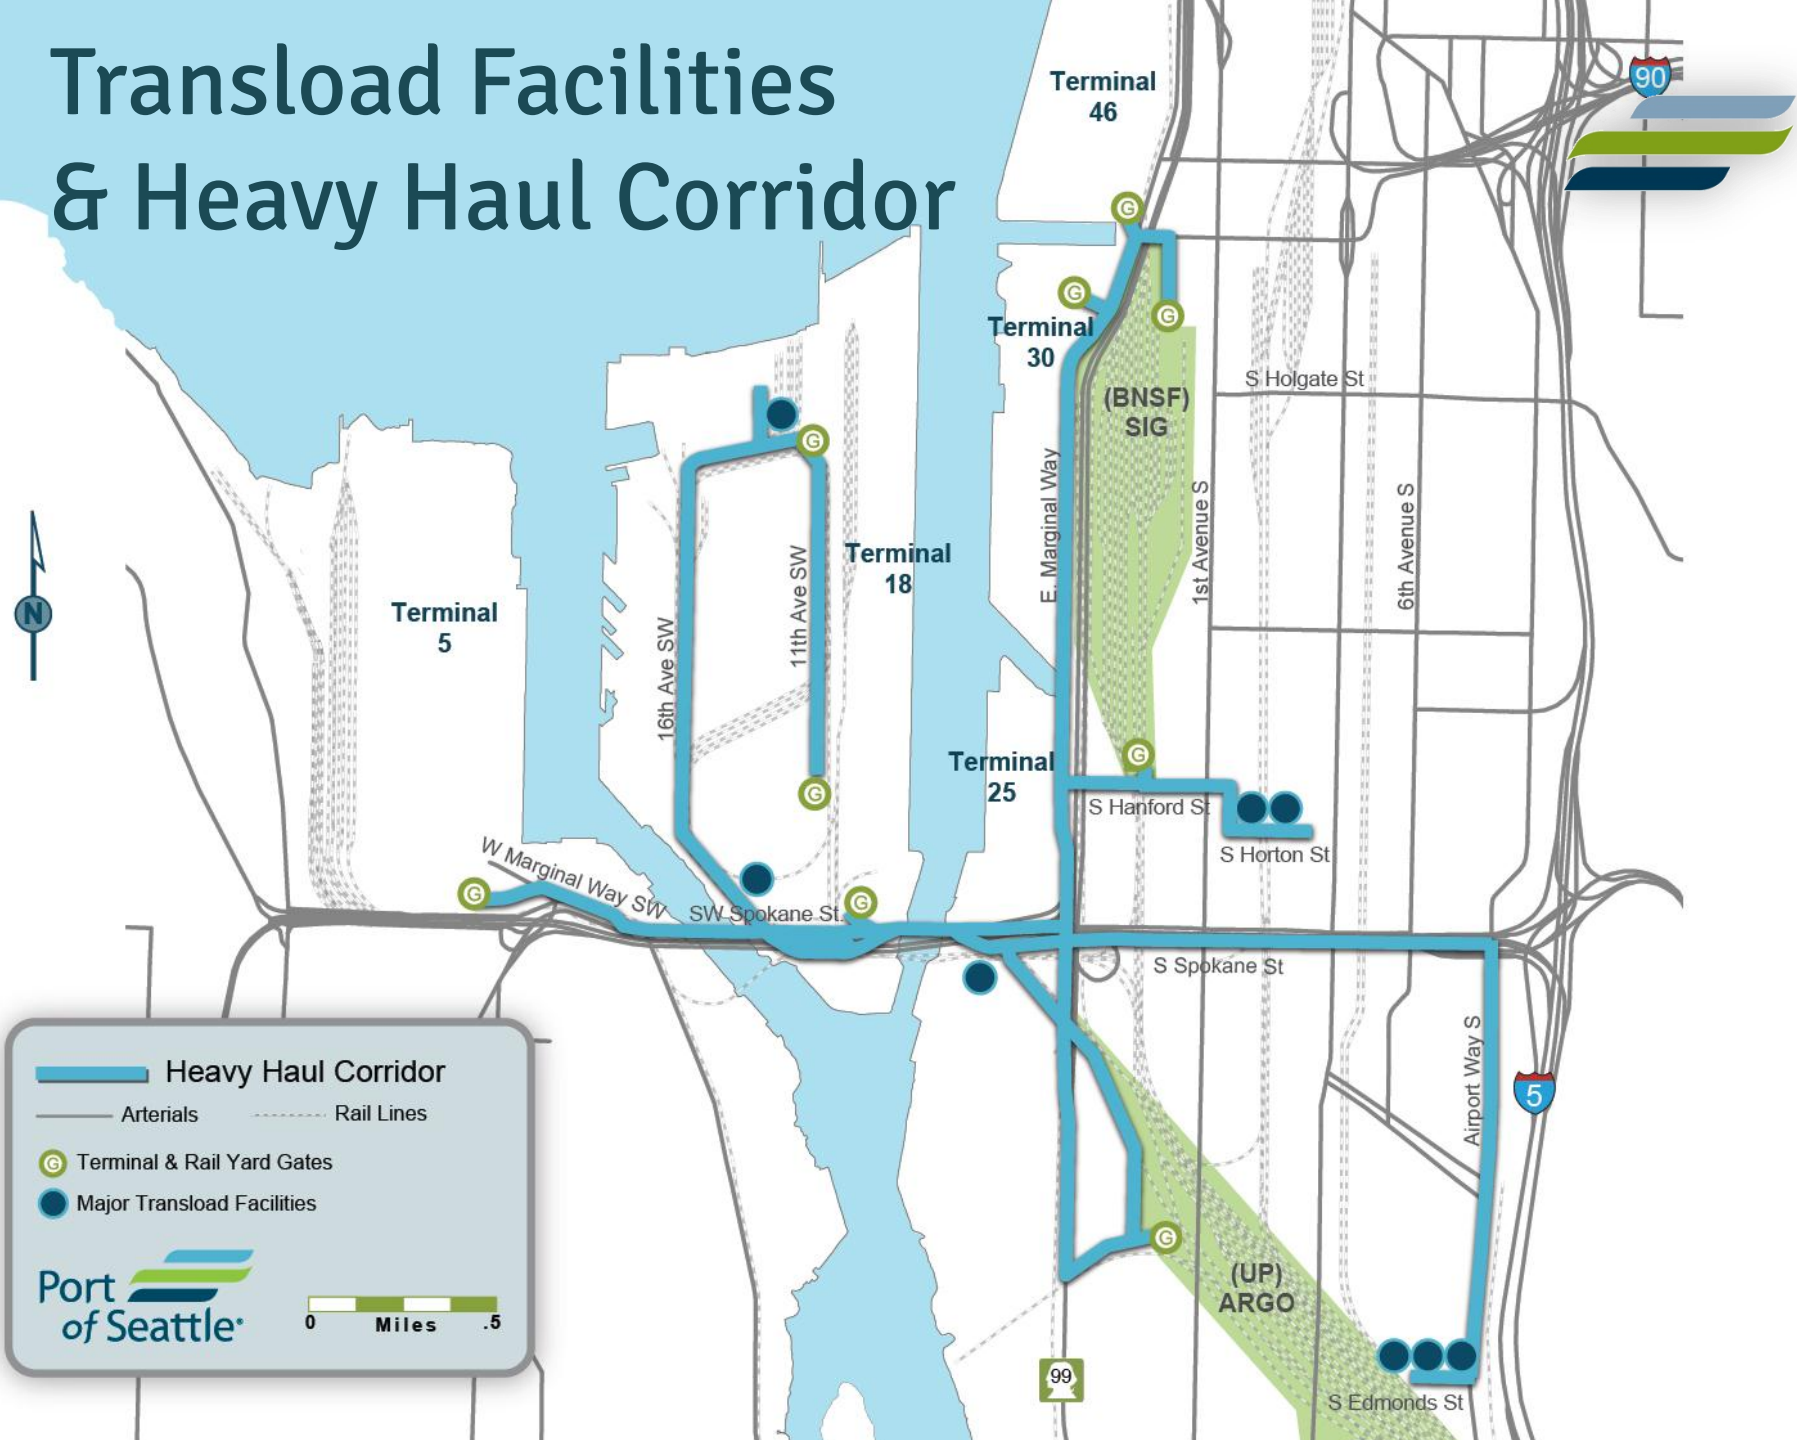 Transload Facilities
& Heavy Haul Corridor
Terminal
46
90
G
G
Terminal
30
G
S Holgate St
(BNSF)
SIG
G
E. Marginal Way
1st Avenue S
6th Avenue S
N
Terminal
5
16th Ave SW
11th Ave SW
Terminal
18
Terminal
25
G
G
S Hanford St
S Horton St
W Marginal Way SW
G
SW Spokane St.
G
S Spokane St
Airport Way S
5
G
(UP)
ARGO
99
S Edmonds St
Heavy Haul Corridor
Arterials
Rail Lines
G Terminal & Rail Yard Gates
Major Transload Facilities
Port
of Seattle
0 Miles .5